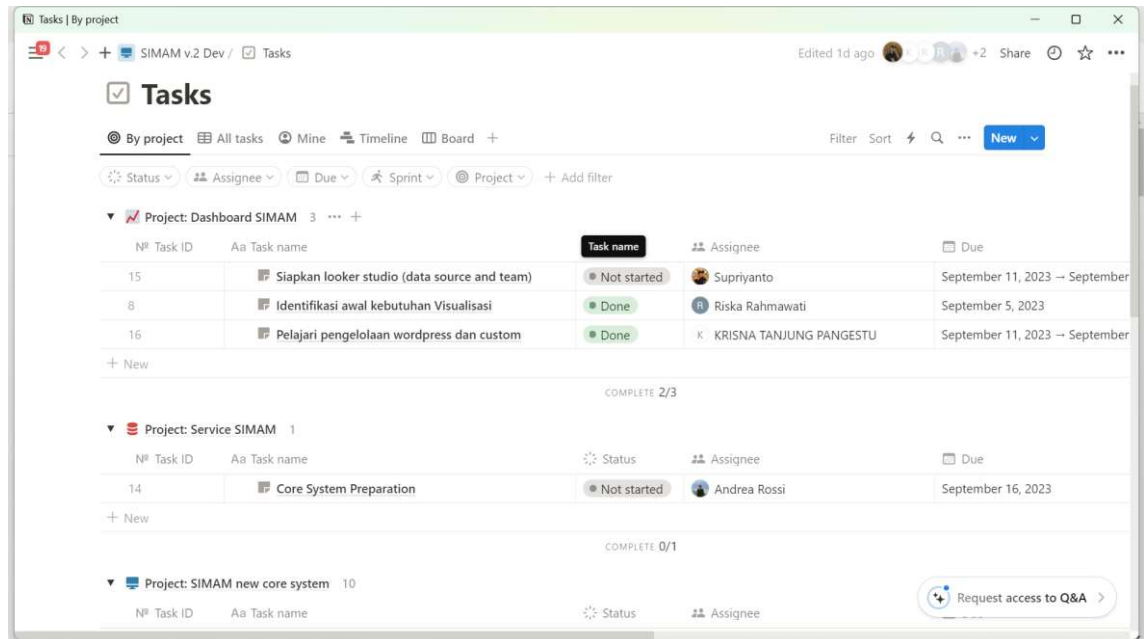 Tasks | By project
19
SIMAM v.2 Dev / Tasks
Edited 1d ago
+2 Share
Tasks
By project All tasks Mine Timeline Board
Filter Sort New
Status Assignee Due Sprint Project + Add filter
Project: Dashboard SIMAM 3
Nº Task ID Aa Task name Task name Assignee Due
15 Siapkan looker studio (data source and team) Not started Supriyanto September 11, 2023 → September
8 Identifikasi awal kebutuhan Visualisasi Done R Riska Rahmawati September 5, 2023
16 Pelajari pengelolaan wordpress dan custom Done K KRISNA TANJUNG PANGESTU September 11, 2023 → September
+ New
COMPLETE 2/3
Project: Service SIMAM 1
Nº Task ID Aa Task name Status Assignee Due
14 Core System Preparation Not started Andrea Rossi September 16, 2023
+ New
COMPLETE 0/1
Project: SIMAM new core system 10
Nº Task ID Aa Task name Status Assignee
Request access to Q&A